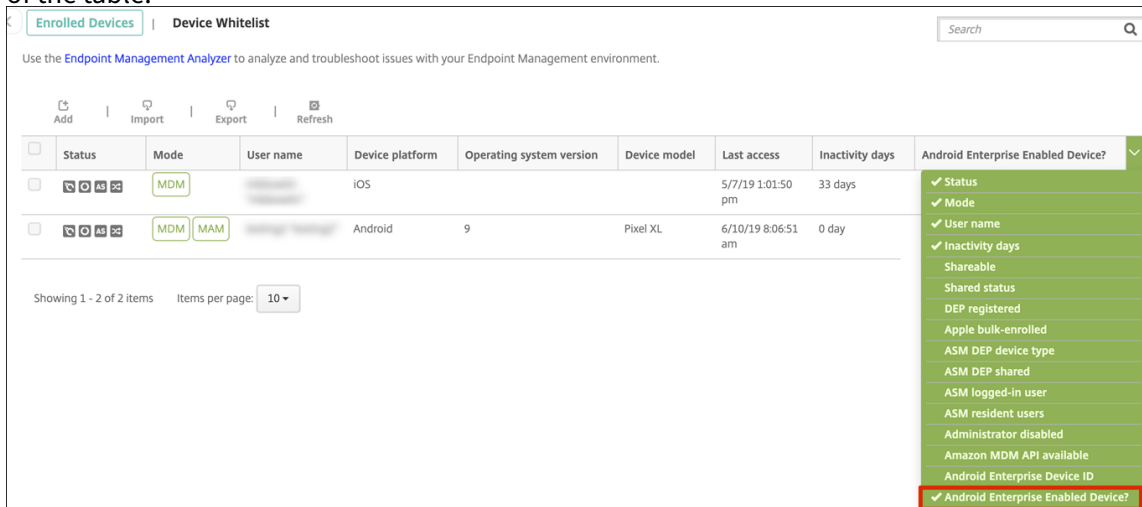 of the table.
Enrolled Devices | Device Whitelist
Search
Use the Endpoint Management Analyzer to analyze and troubleshoot issues with your Endpoint Management environment.
Add | Import | Export | Refresh
Status Mode User name Device platform Operating system version Device model Last access Inactivity days Android Enterprise Enabled Device?
AS MDM iOS 5/7/19 1:01:50 33 days
pm
AS MDM MAM Android 9 Pixel XL 6/10/19 8:06:51 0 day
am
Showing 1 - 2 of 2 items Items per page: 10
Status
Mode
User name
Inactivity days
Shareable
Shared status
DEP registered
Apple bulk-enrolled
ASM DEP device type
ASM DEP shared
ASM logged-in user
ASM resident users
Administrator disabled
Amazon MDM API available
Android Enterprise Device ID
Android Enterprise Enabled Device?